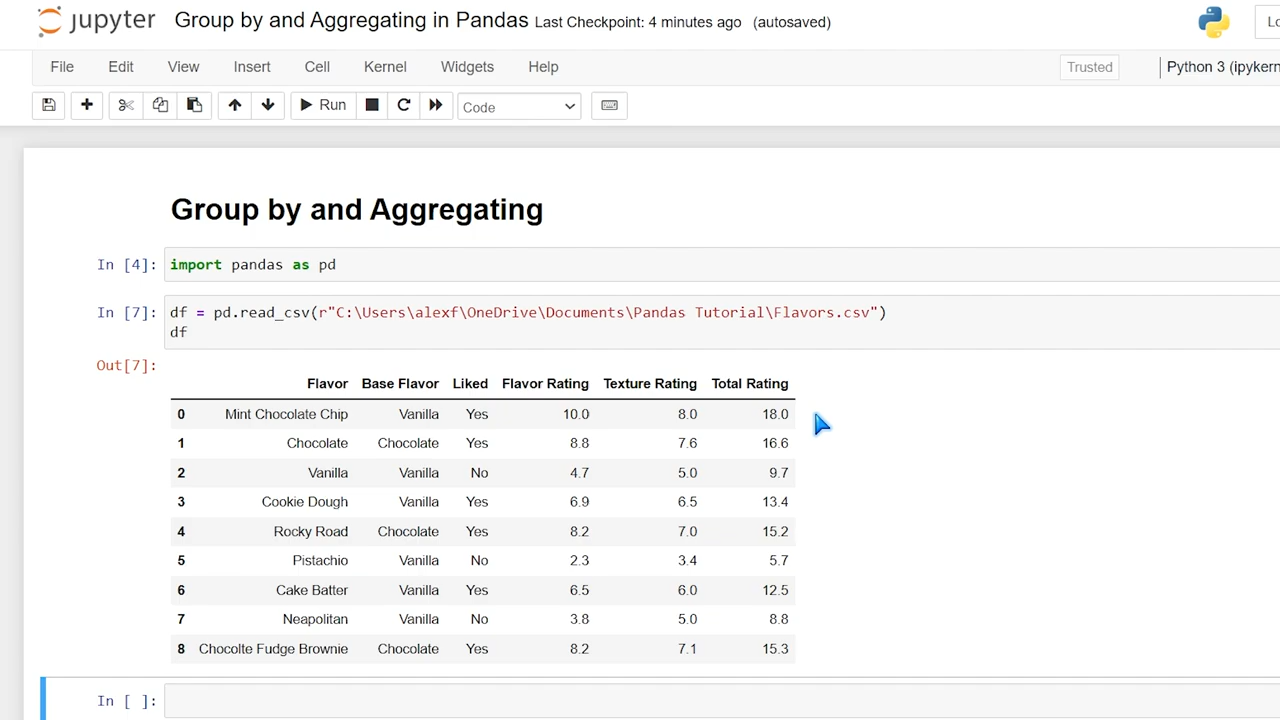 jupyter Group by and Aggregating in Pandas Last Checkpoint: 4 minutes ago (autosaved)
File Edit View Insert Cell Kernel Widgets Help Trusted Python 3 (ipykern
Run Code
Group by and Aggregating
In [4]: import pandas as pd
In [7]: df = pd.read_csv(r"C:\Users\alexf\OneDrive\Documents\Pandas Tutorial\Flavors.csv")
df
Out[7]:
Flavor Base Flavor Liked Flavor Rating Texture Rating Total Rating
0 Mint Chocolate Chip Vanilla Yes 10.0 8.0 18.0
1 Chocolate Chocolate Yes 8.8 7.6 16.6
2 Vanilla Vanilla No 4.7 5.0 9.7
3 Cookie Dough Vanilla Yes 6.9 6.5 13.4
4 Rocky Road Chocolate Yes 8.2 7.0 15.2
5 Pistachio Vanilla No 2.3 3.4 5.7
6 Cake Batter Vanilla Yes 6.5 6.0 12.5
7 Neapolitan Vanilla No 3.8 5.0 8.8
8 Chocolte Fudge Brownie Chocolate Yes 8.2 7.1 15.3
In [ ]: